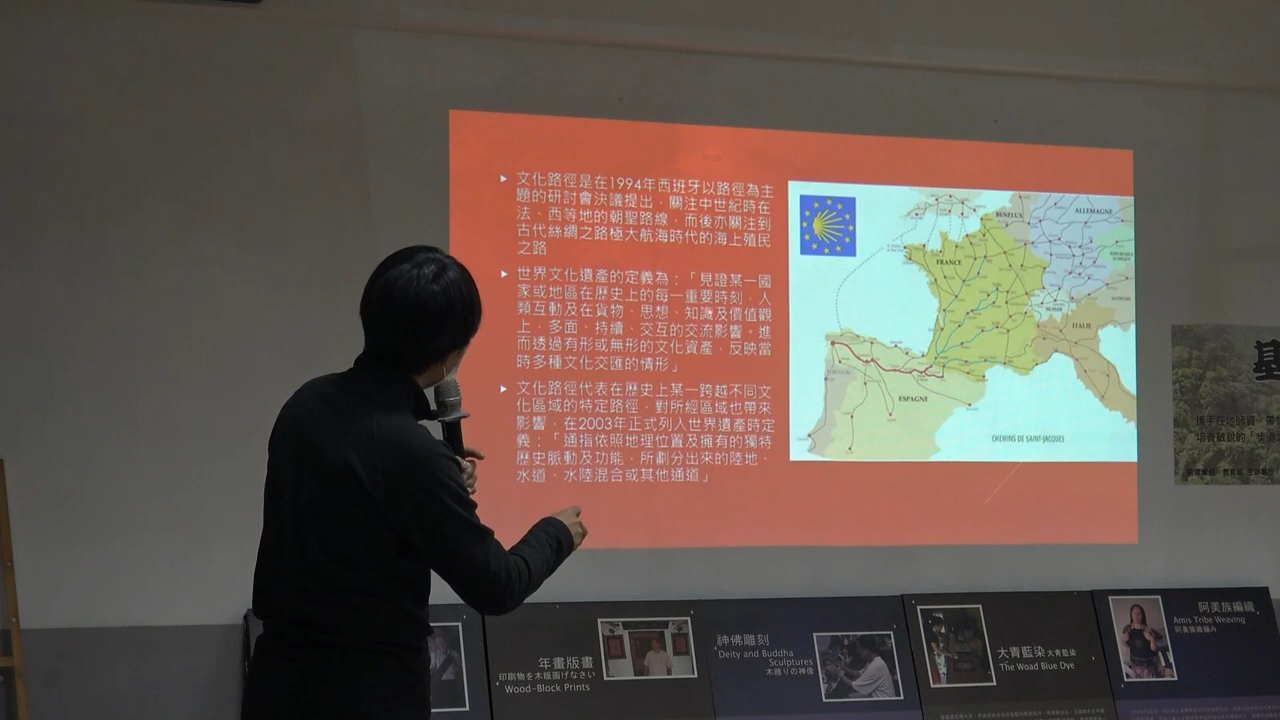 文化路徑是在1994年西班牙以路徑為主
題的研討會決議提出，關注中世紀時在
法、西等地的朝聖路線，而後亦關注到
古代絲綢之路極大航海時代的海上殖民
之路
世界文化遺產的定義為：「見證某一國
家或地區在歷史上的每一重要時刻，人
類互動及在貨物、思想、知識及價值觀
上，多面、持續、交互的交流影響。進
而透過有形或無形的文化資產，反映當
時多種文化交匯的情形」
文化路徑代表在歷史上某一跨越不同文
化區域的特定路徑，對所經區域也帶來
影響，在2003年正式列入世界遺產時定
義：「通指依照地理位置及擁有的獨特
歷史脈動及功能，所劃分出來的陸地、
水道、水陸混合或其他通道」
BENELUX
ALLEMAGNE
FRANCE
SUISSE
ITALIE
ESPAGNE
CHEMINS DE SAINT-JACQUES
基
攜手在地師資，帶
年畫版畫
印刷物を木版面げなさい
Wood-Block Prints
神佛雕刻
Deity and Buddha
Sculptures
木雕りの神像
大青藍染 大青藍染
The Woad Blue Dye
阿美族編織
Amis Tribe Weaving
阿美族編み